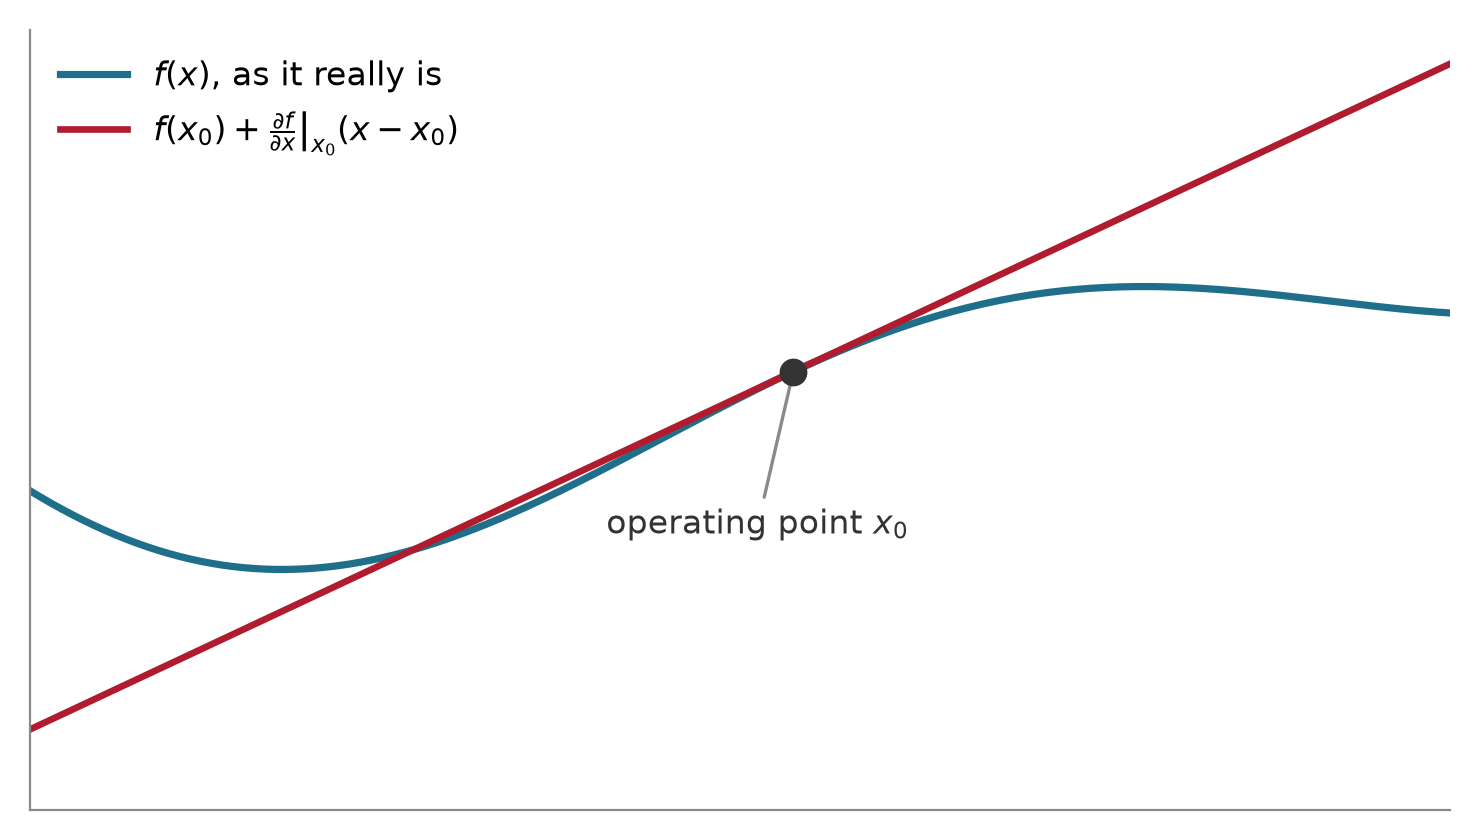 f(x), as it really is
f(x₀) + ∂f/∂x|ₓ₀(x − x₀)
operating point x₀